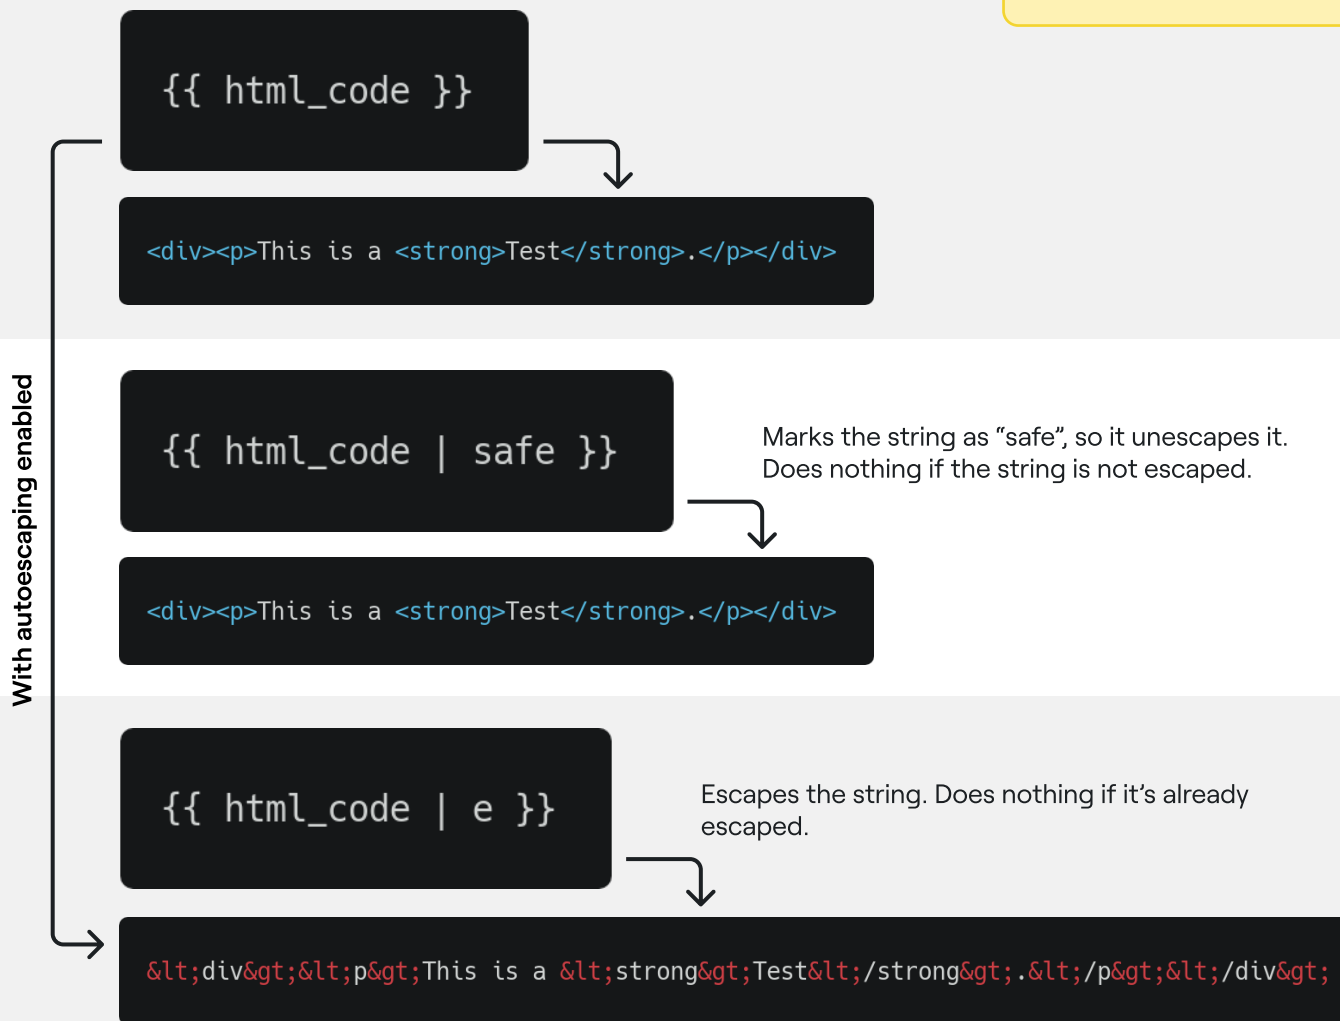 {{ html_code }}
<div><p>This is a <strong>Test</strong>.</p></div>
With autoescaping enabled
{{ html_code | safe }}
Marks the string as “safe”, so it unescapes it.
Does nothing if the string is not escaped.
<div><p>This is a <strong>Test</strong>.</p></div>
{{ html_code | e }}
Escapes the string. Does nothing if it’s already
escaped.
&lt;div&gt;&lt;p&gt;This is a &lt;strong&gt;Test&lt;/strong&gt;.&lt;/p&gt;&lt;/div&gt;